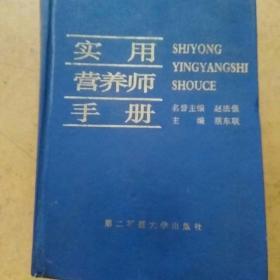 实用
SHIYONG
营养师
YINGYANGSHI
手册
SHOUCE
名誉主编 赵法伋
主编 蔡东联
第二军医大学出版社